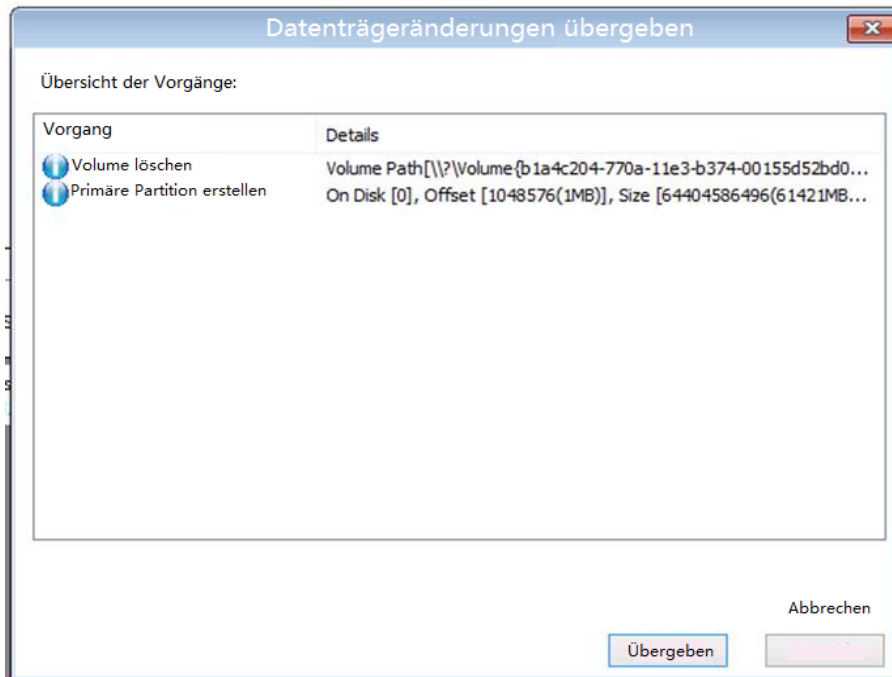 Datenträgeränderungen übergeben
Übersicht der Vorgänge:
Vorgang Details
Volume löschen Volume Path[\\?\Volume{b1a4c204-770a-11e3-b374-00155d52bd0...
Primäre Partition erstellen On Disk [0], Offset [1048576(1MB)], Size [64404586496(61421MB...
Abbrechen
Übergeben